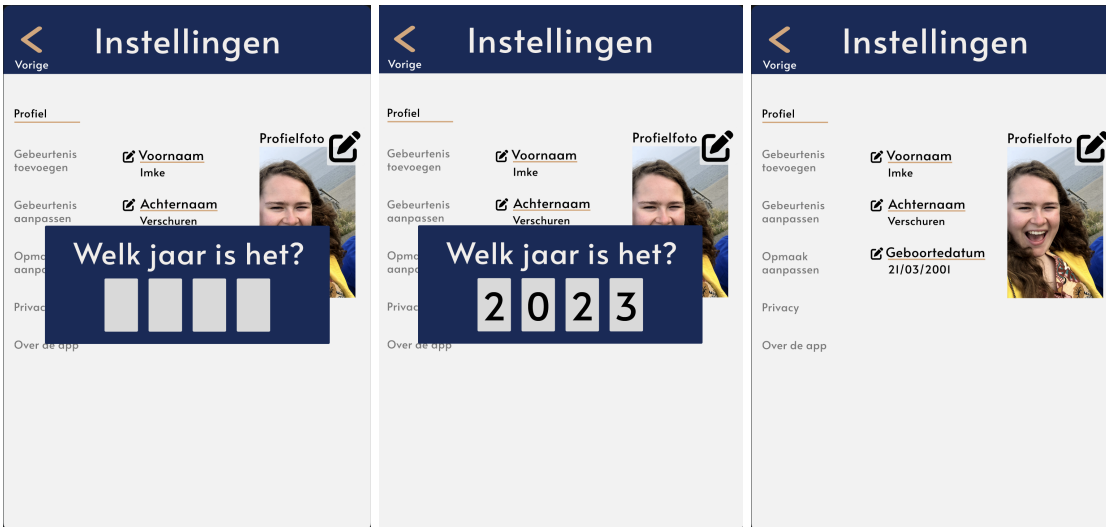 Instellingen
Vorige
Profiel
Profielfoto
Gebeurtenis
toevoegen
Voornaam
Imke
Gebeurtenis
aanpassen
Achternaam
Verschuren
Welk jaar is het?
Over de app
Instellingen
Vorige
Profiel
Profielfoto
Gebeurtenis
toevoegen
Voornaam
Imke
Gebeurtenis
aanpassen
Achternaam
Verschuren
Welk jaar is het?
2 0 2 3
Over de app
Instellingen
Vorige
Profiel
Profielfoto
Gebeurtenis
toevoegen
Voornaam
Imke
Gebeurtenis
aanpassen
Achternaam
Verschuren
Opmaak
aanpassen
Geboortedatum
21/03/2001
Privacy
Over de app